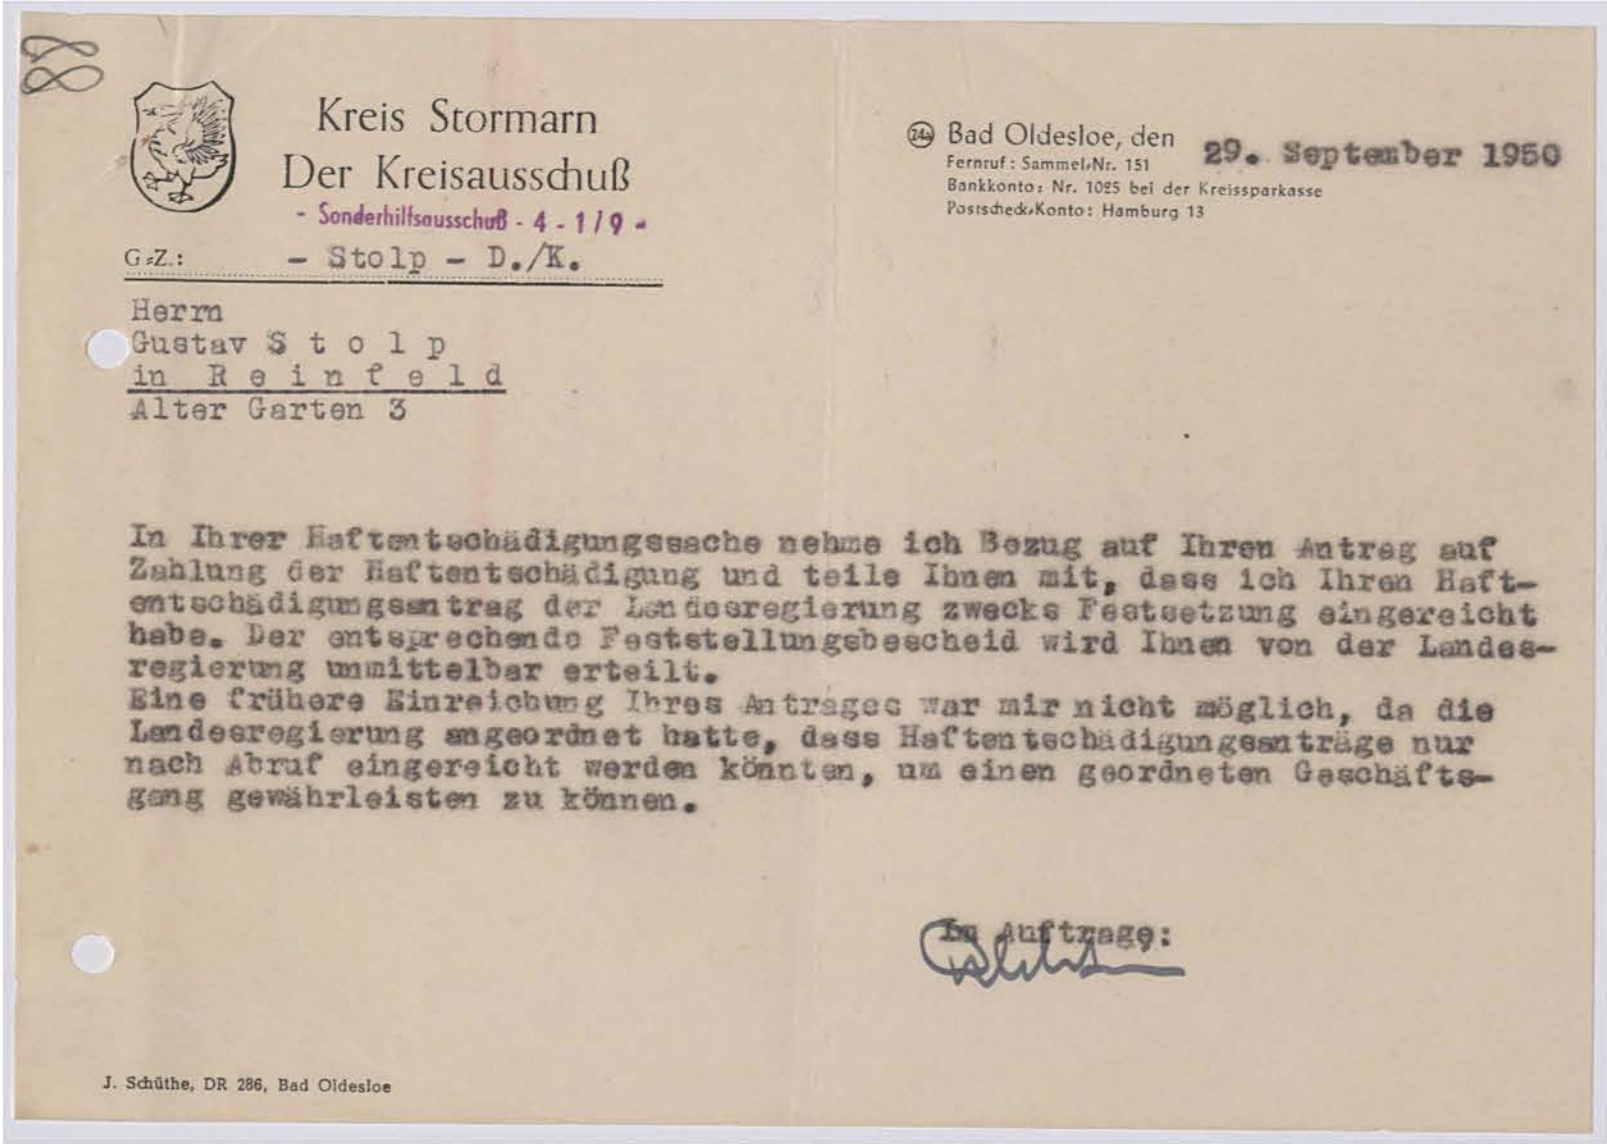 Kreis Stormarn
Der Kreisausschuß
- Sonderhilfsausschuß - 4 - 1/9 -
G.-Z.: - Stolp - D./K.
24a Bad Oldesloe, den 29. September 1950
Fernruf: Sammel-Nr. 151
Bankkonto: Nr. 1025 bei der Kreissparkasse
Postscheck-Konto: Hamburg 13
Herrn
Gustav S t o l p
in R e i n f e l d
Alter Garten 3
In Ihrer Haftentschädigungssache nehme ich Bezug auf Ihren Antrag auf
Zahlung der Haftentschädigung und teile Ihnen mit, dass ich Ihren Haft-
entschädigungsantrag der Landesregierung zwecks Festsetzung eingereicht
habe. Der entsprechende Feststellungsbescheid wird Ihnen von der Landes-
regierung unmittelbar erteilt.
Eine frühere Einreichung Ihres Antrages war mir nicht möglich, da die
Landesregierung angeordnet hatte, dass Haftentschädigungsanträge nur
nach Abruf eingereicht werden könnten, um einen geordneten Geschäfts-
gang gewährleisten zu können.
Im Auftrage:
J. Schüthe, DR 286, Bad Oldesloe